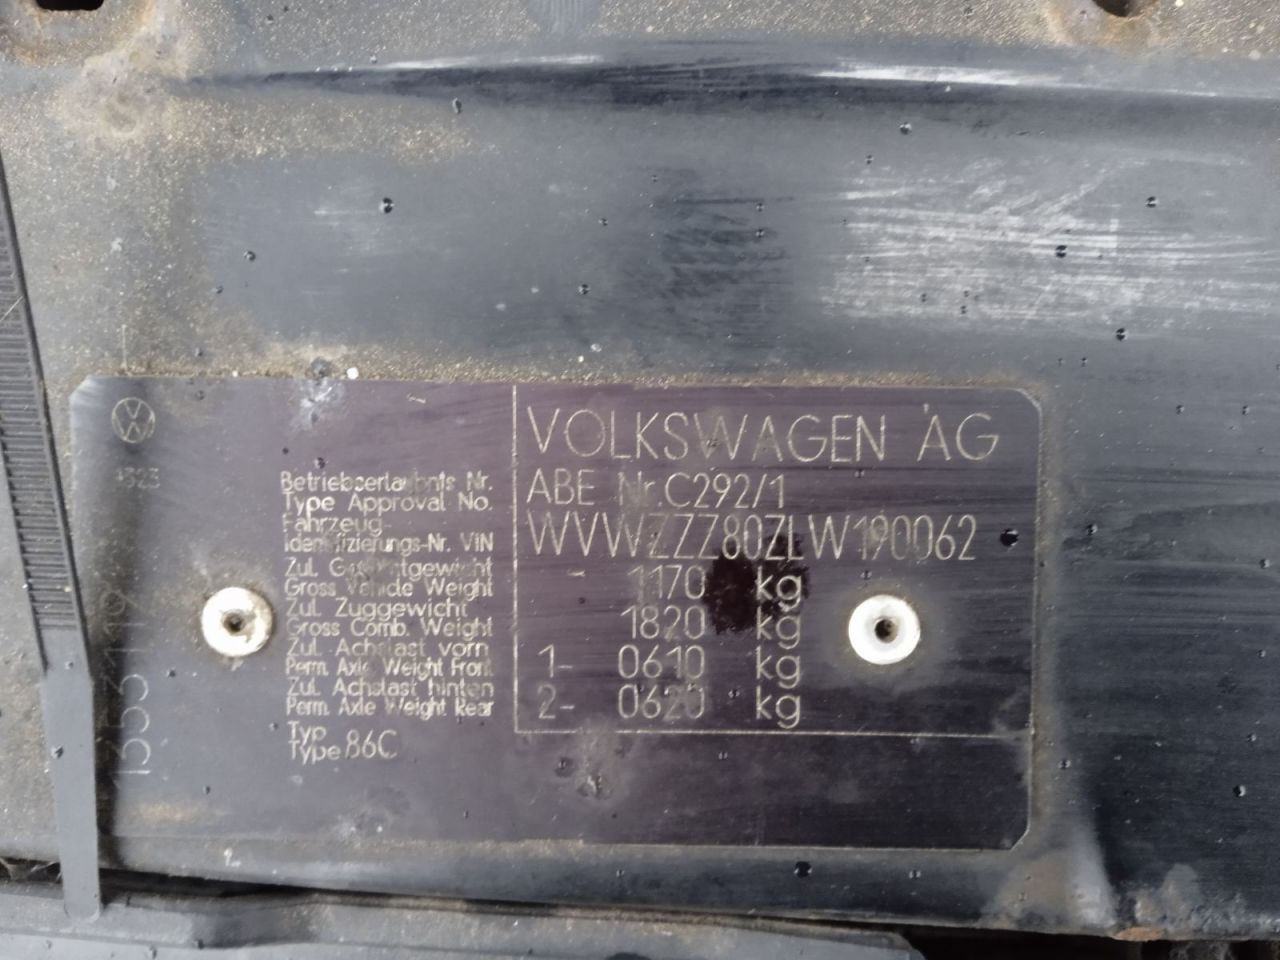 VOLKSWAGEN AG
ABE Nr. C292/1
WVWZZZ80ZLW190062
- 1170 kg
1820 kg
1- 0610 kg
2- 0620 kg
Betriebserlaubnis Nr.
Type Approval No.
Fahrzeug-
Identifizierungs-Nr. VIN
Zul. Gesamtgewicht
Gross Vehicle Weight
Zul. Zuggewicht
Gross Comb. Weight
Zul. Achslast vorn
Perm. Axle Weight Front
Zul. Achslast hinten
Perm. Axle Weight Rear
Typ
Type 86C